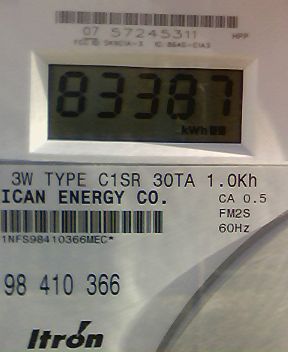 07 57245311 HPP
83387
kWh
3W TYPE C1SR 30TA 1.0Kh
ICAN ENERGY CO. CA 0.5
FM2S
1NFS98410366MEC*
60Hz
98 410 366
Itron